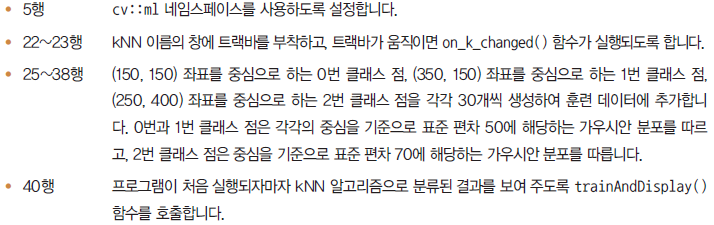 • 5행 cv::ml 네임스페이스를 사용하도록 설정합니다.
• 22~23행 kNN 이름의 창에 트랙바를 부착하고, 트랙바가 움직이면 on_k_changed() 함수가 실행되도록 합니다.
• 25~38행 (150, 150) 좌표를 중심으로 하는 0번 클래스 점, (350, 150) 좌표를 중심으로 하는 1번 클래스 점,
(250, 400) 좌표를 중심으로 하는 2번 클래스 점을 각각 30개씩 생성하여 훈련 데이터에 추가합니
다. 0번과 1번 클래스 점은 각각의 중심을 기준으로 표준 편차 50에 해당하는 가우시안 분포를 따르
고, 2번 클래스 점은 중심을 기준으로 표준 편차 70에 해당하는 가우시안 분포를 따릅니다.
• 40행 프로그램이 처음 실행되자마자 kNN 알고리즘으로 분류된 결과를 보여 주도록 trainAndDisplay()
함수를 호출합니다.